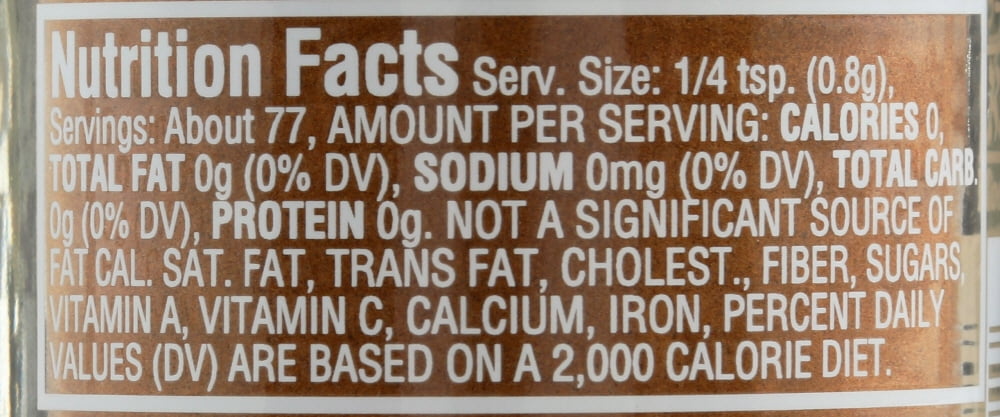 Nutrition Facts Serv. Size: 1/4 tsp. (0.8g),
Servings: About 77, AMOUNT PER SERVING: CALORIES 0,
TOTAL FAT 0g (0% DV), SODIUM 0mg (0% DV), TOTAL CARB.
0g (0% DV), PROTEIN 0g. NOT A SIGNIFICANT SOURCE OF
FAT CAL. SAT. FAT, TRANS FAT, CHOLEST., FIBER, SUGARS,
VITAMIN A, VITAMIN C, CALCIUM, IRON, PERCENT DAILY
VALUES (DV) ARE BASED ON A 2,000 CALORIE DIET.